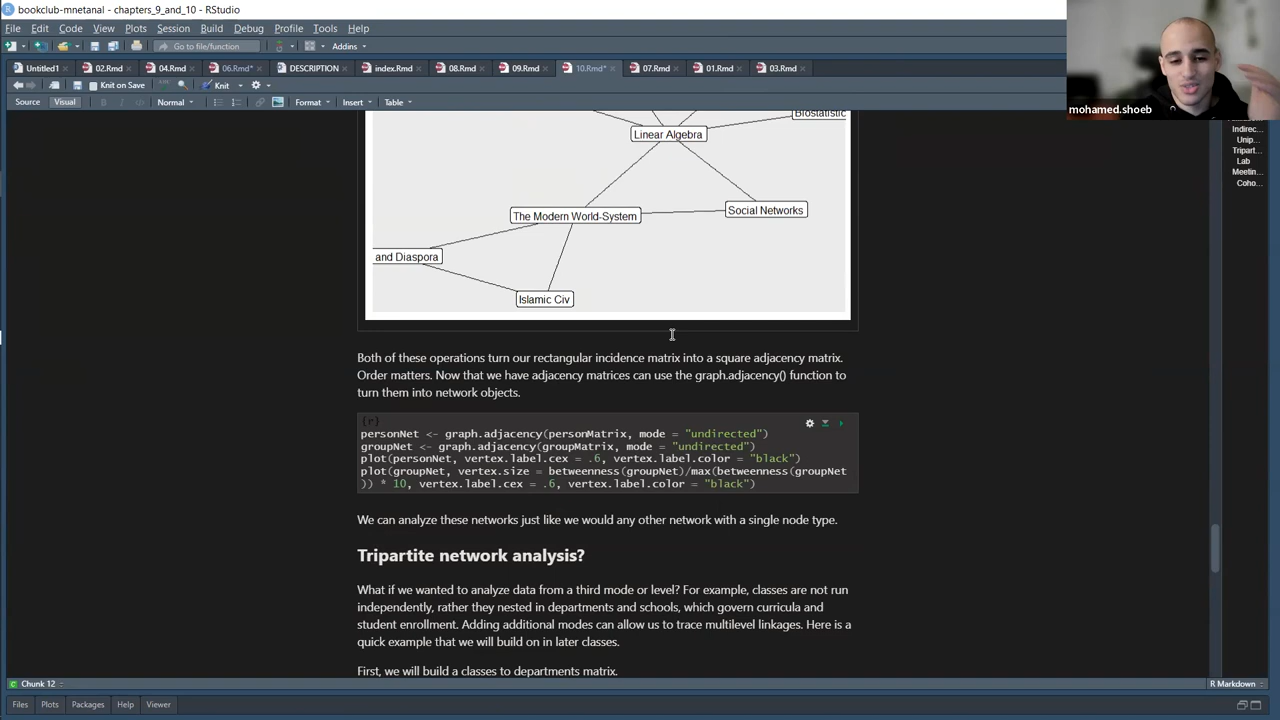 bookclub-mnetanal - chapters_9_and_10 - RStudio
File Edit Code View Plots Session Build Debug Profile Tools Help
Go to file/function Addins
Untitled1 02.Rmd 04.Rmd 06.Rmd* DESCRIPTION index.Rmd 08.Rmd 09.Rmd 10.Rmd* 07.Rmd 01.Rmd 03.Rmd
Knit on Save Knit
Source Visual B I Normal Format Insert Table
mohamed.shoeb
Biostatistic
Linear Algebra
The Modern World-System
Social Networks
and Diaspora
Islamic Civ
Indirec...
Unip...
Tripart...
Lab
Meetin...
Coho...
Both of these operations turn our rectangular incidence matrix into a square adjacency matrix.
Order matters. Now that we have adjacency matrices can use the graph.adjacency() function to
turn them into network objects.
{r}
personNet <- graph.adjacency(personMatrix, mode = "undirected")
groupNet <- graph.adjacency(groupMatrix, mode = "undirected")
plot(personNet, vertex.label.cex = .6, vertex.label.color = "black")
plot(groupNet, vertex.size = betweenness(groupNet)/max(betweenness(groupNet
)) * 10, vertex.label.cex = .6, vertex.label.color = "black")
We can analyze these networks just like we would any other network with a single node type.
Tripartite network analysis?
What if we wanted to analyze data from a third mode or level? For example, classes are not run
independently, rather they nested in departments and schools, which govern curricula and
student enrollment. Adding additional modes can allow us to trace multilevel linkages. Here is a
quick example that we will build on in later classes.
First, we will build a classes to departments matrix.
Chunk 12 R Markdown
Files Plots Packages Help Viewer